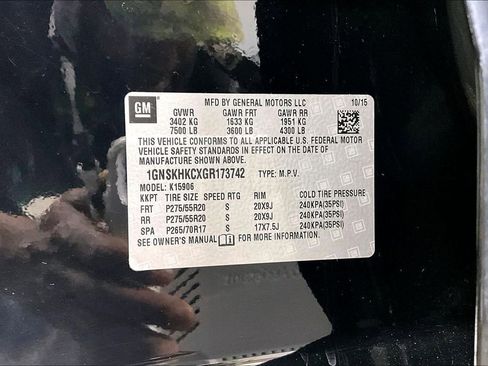 GM MFD BY GENERAL MOTORS LLC 10/15
GVWR GAWR FRT GAWR RR
3402 KG 1633 KG 1951 KG
7500 LB 3600 LB 4300 LB
THIS VEHICLE CONFORMS TO ALL APPLICABLE U.S. FEDERAL MOTOR
VEHICLE SAFETY STANDARDS IN EFFECT ON THE DATE OF
MANUFACTURE SHOWN ABOVE.
1GNSKHKCXGR173742 TYPE: M.P.V.
MODEL: K15906
KKPT TIRE SIZE SPEED RTG RIM COLD TIRE PRESSURE
FRT P275/55R20 S 20X9J 240KPA(35PSI)
RR P275/55R20 S 20X9J 240KPA(35PSI)
SPA P265/70R17 S 17X7.5J 240KPA(35PSI)
SEE OWNER'S MANUAL FOR MORE INFORMATION.